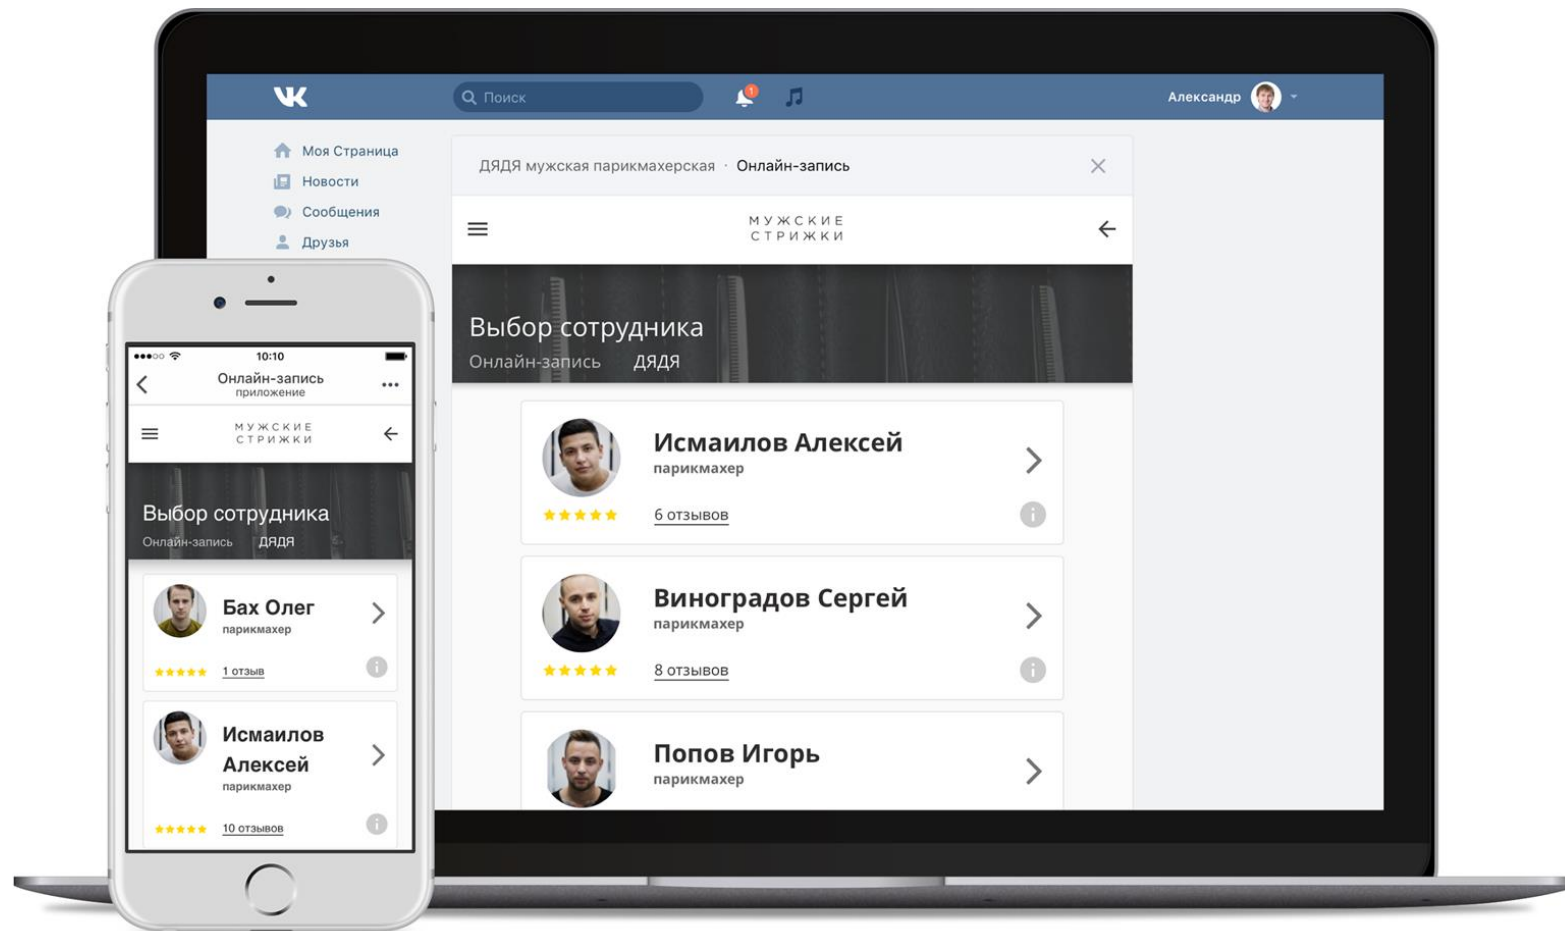 Поиск
1
Александр
Моя Страница
Новости
Сообщения
Друзья
ДЯДЯ мужская парикмахерская · Онлайн-запись
МУЖСКИЕ
СТРИЖКИ
Выбор сотрудника
Онлайн-запись ДЯДЯ
Исмаилов Алексей
парикмахер
6 отзывов
Виноградов Сергей
парикмахер
8 отзывов
Попов Игорь
парикмахер
10:10
Онлайн-запись
приложение
МУЖСКИЕ
СТРИЖКИ
Выбор сотрудника
Онлайн-запись ДЯДЯ
Бах Олег
парикмахер
1 отзыв
Исмаилов
Алексей
парикмахер
10 отзывов